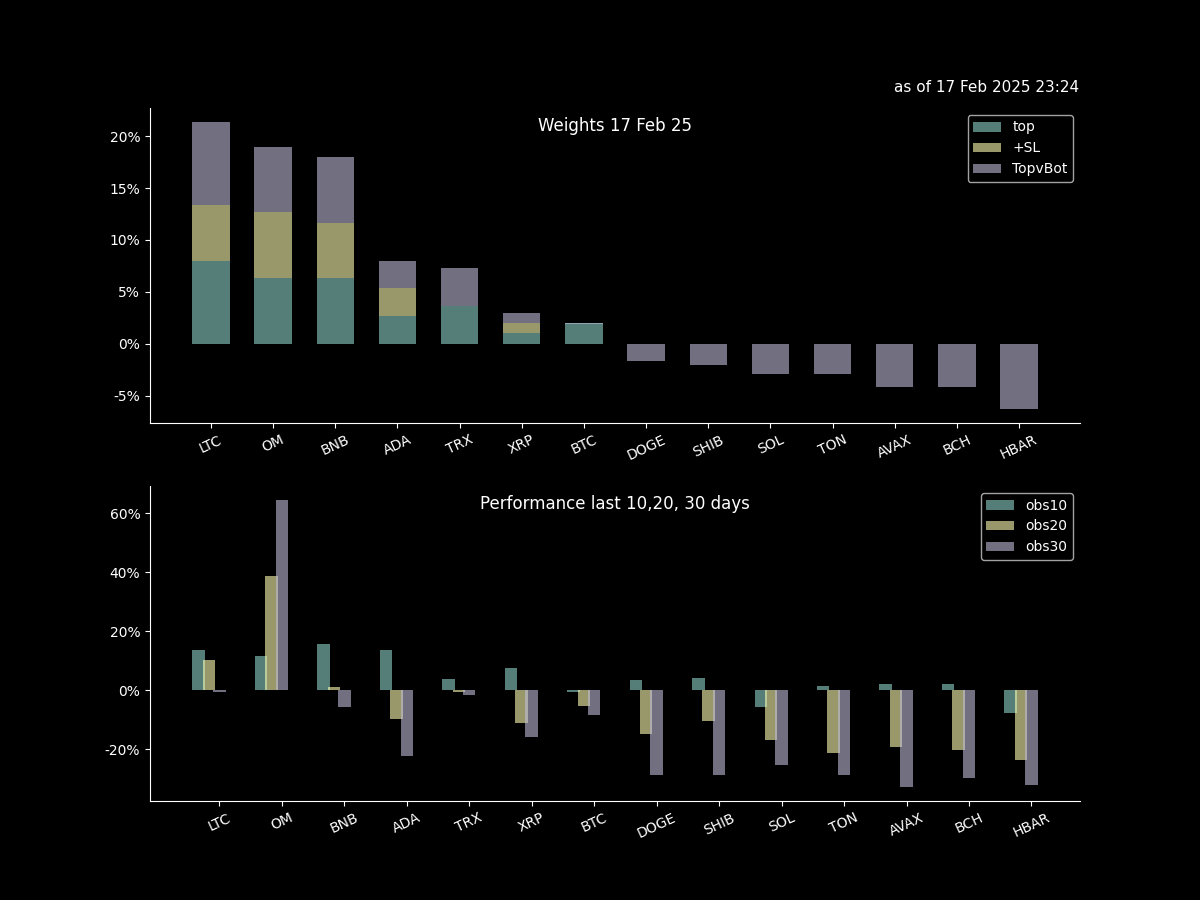 as of 17 Feb 2025 23:24
Weights 17 Feb 25
top
+SL
TopvBot
20%
15%
10%
5%
0%
-5%
LTC OM BNB ADA TRX XRP BTC DOGE SHIB SOL TON AVAX BCH HBAR
Performance last 10,20, 30 days
obs10
obs20
obs30
60%
40%
20%
0%
-20%
LTC OM BNB ADA TRX XRP BTC DOGE SHIB SOL TON AVAX BCH HBAR